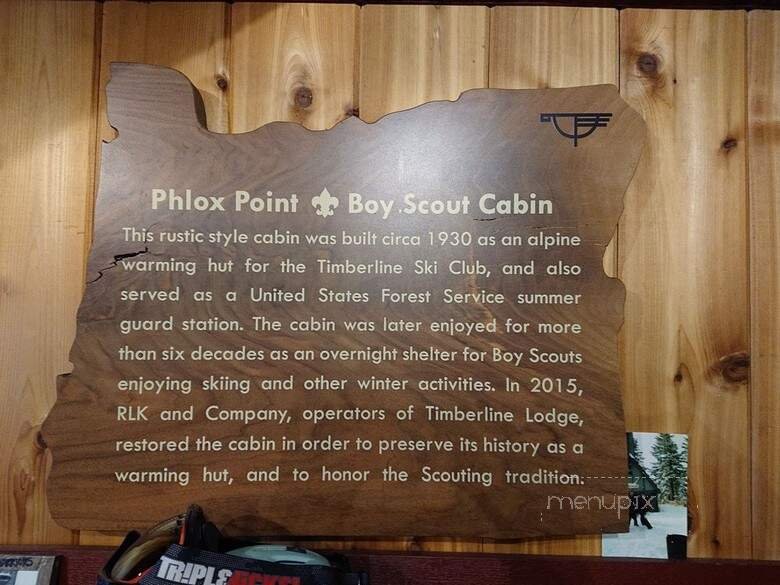 Phlox Point Boy Scout Cabin
This rustic style cabin was built circa 1930 as an alpine
warming hut for the Timberline Ski Club, and also
served as a United States Forest Service summer
guard station. The cabin was later enjoyed for more
than six decades as an overnight shelter for Boy Scouts
enjoying skiing and other winter activities. In 2015,
RLK and Company, operators of Timberline Lodge,
restored the cabin in order to preserve its history as a
warming hut, and to honor the Scouting tradition.
menupix